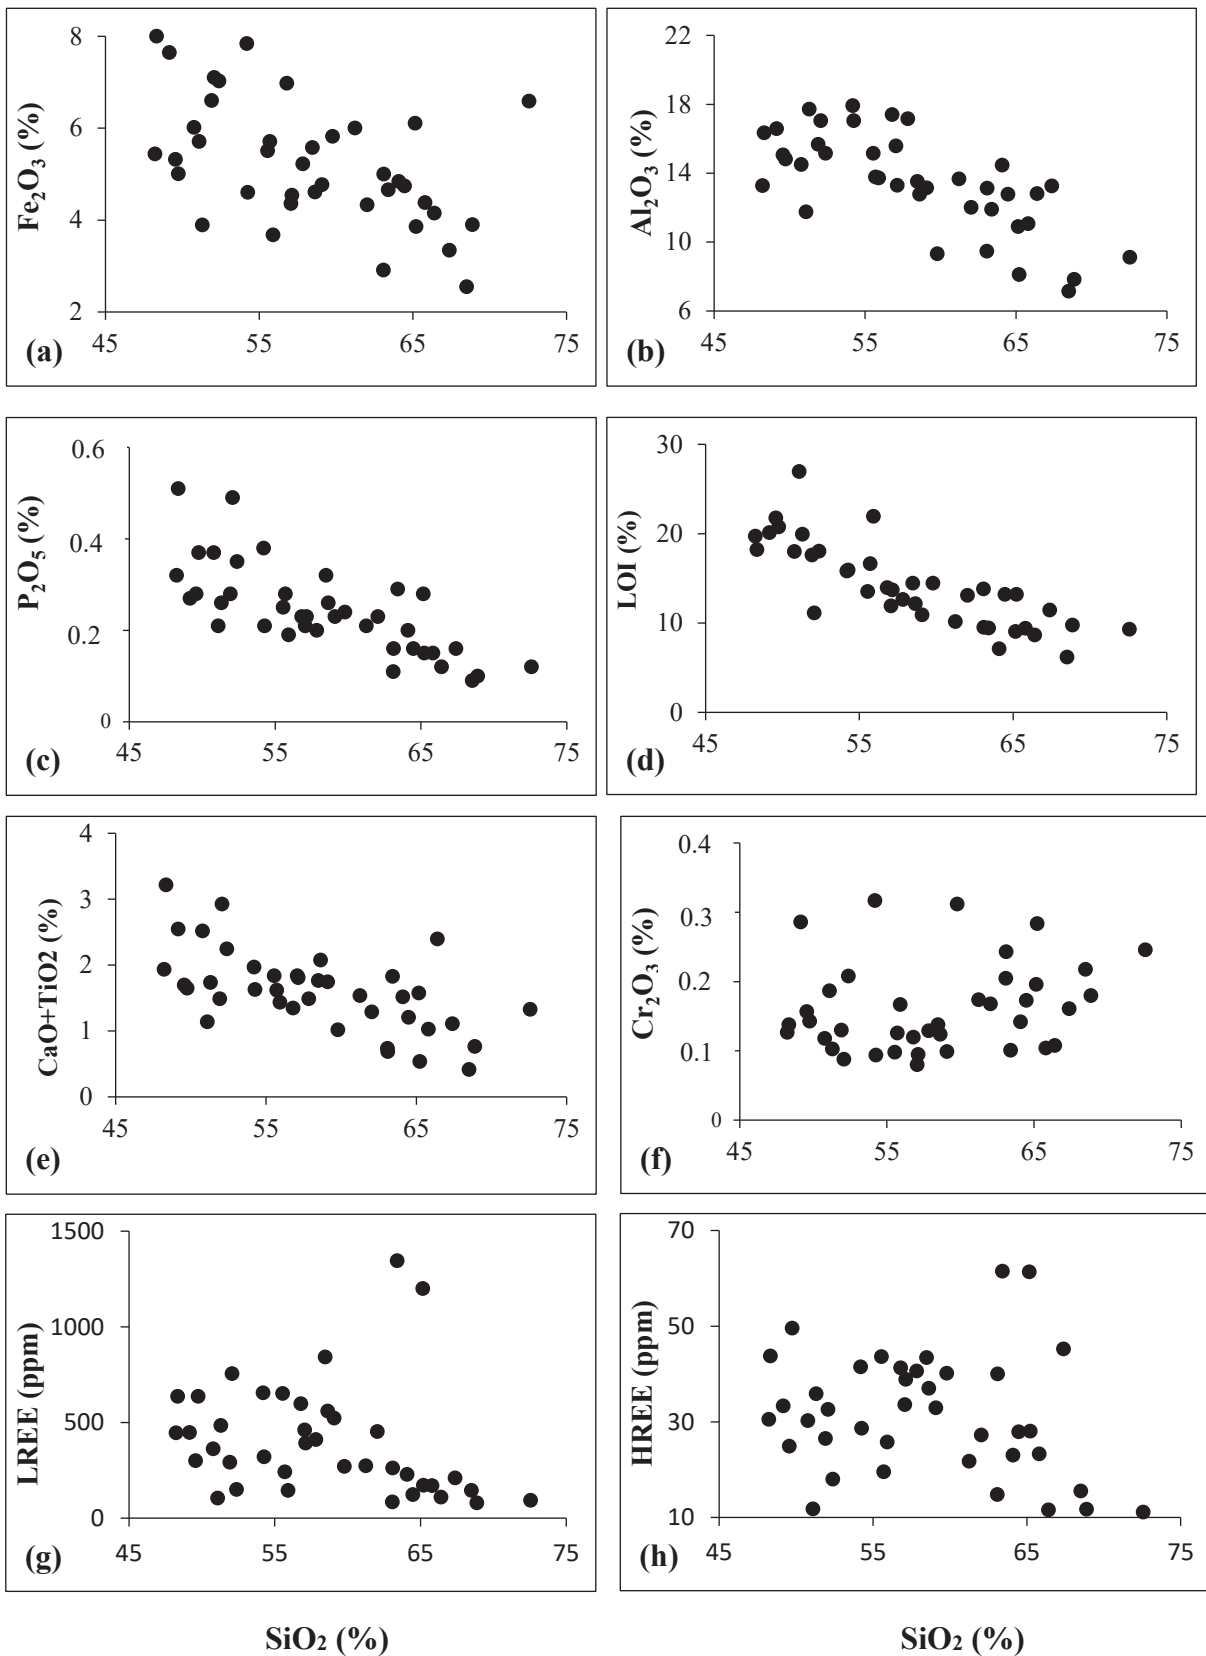 Fe₂O₃ (%)
8
6
4
2
45 55 65 75
(a)
Al₂O₃ (%)
22
18
14
10
6
45 55 65 75
(b)
P₂O₅ (%)
0.6
0.4
0.2
0
45 55 65 75
(c)
LOI (%)
30
20
10
0
45 55 65 75
(d)
CaO+TiO2 (%)
4
3
2
1
0
45 55 65 75
(e)
Cr₂O₃ (%)
0.4
0.3
0.2
0.1
0
45 55 65 75
(f)
LREE (ppm)
1500
1000
500
0
45 55 65 75
(g)
HREE (ppm)
70
50
30
10
45 55 65 75
(h)
SiO₂ (%)
SiO₂ (%)